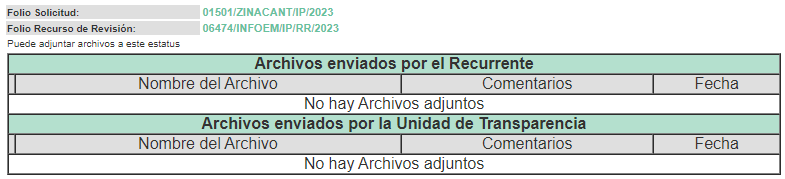 Folio Solicitud: 01501/ZINACANT/IP/2023
Folio Recurso de Revisión: 06474/INFOEM/IP/RR/2023
Puede adjuntar archivos a este estatus
Archivos enviados por el Recurrente
Nombre del Archivo Comentarios Fecha
No hay Archivos adjuntos
Archivos enviados por la Unidad de Transparencia
Nombre del Archivo Comentarios Fecha
No hay Archivos adjuntos